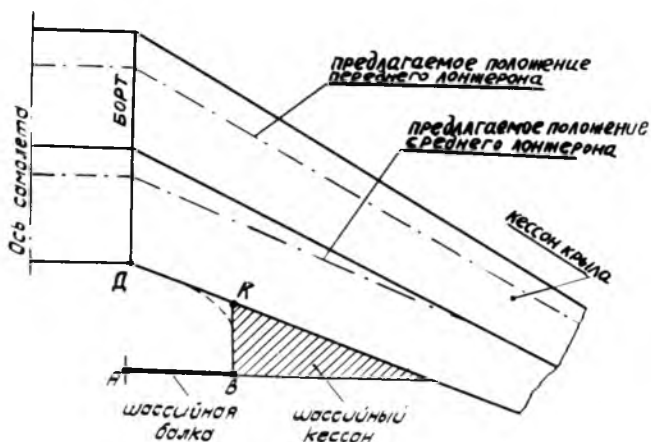 предлагаемое положение
переднего лонжерона
БОРТ
предлагаемое положение
среднего лонжерона
Ось самолета
кессон крыла
Д
К
А
В
шассийная
балка
шассийный
кессон